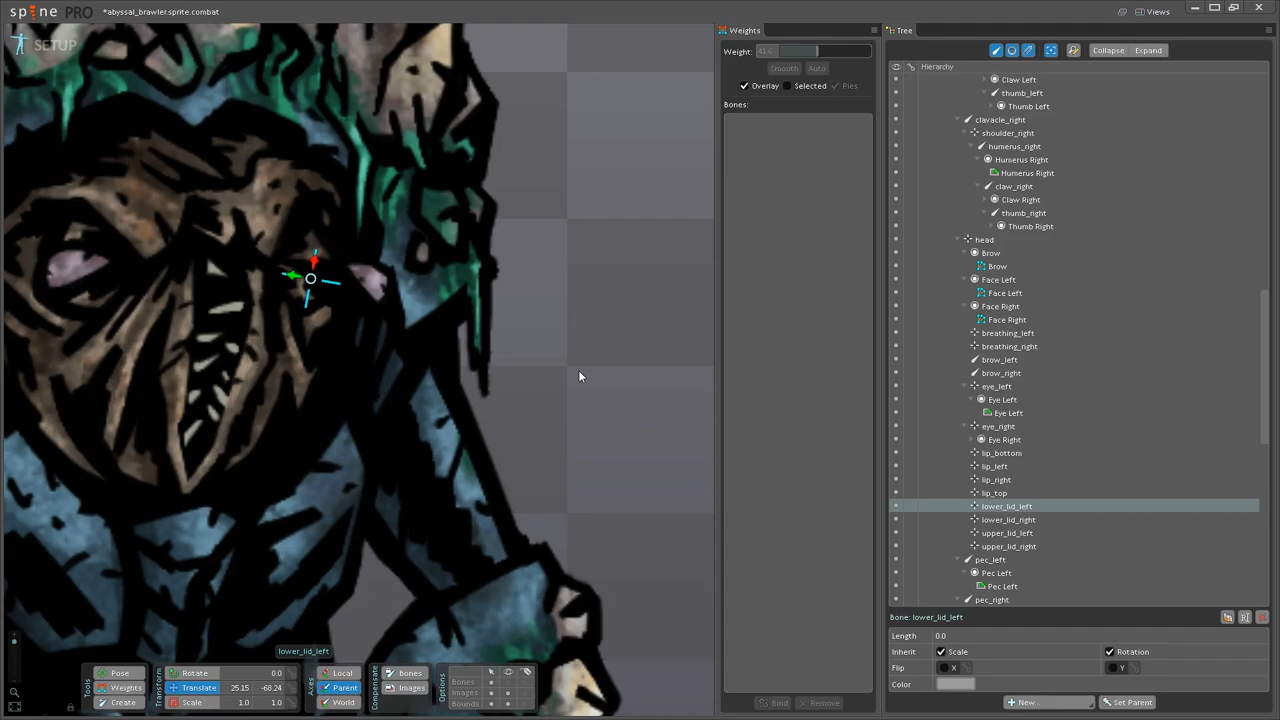 spine PRO *abyssal_brawler.sprite.combat Views
SETUP
Weights
Tree
Weight: 41.6
Smooth Auto
Overlay Selected Pies
Bones:
Bind Remove
Collapse Expand
Hierarchy
Claw Left
thumb_left
Thumb Left
clavacle_right
shoulder_right
humerus_right
Humerus Right
Humerus Right
claw_right
Claw Right
thumb_right
Thumb Right
head
Brow
Brow
Face Left
Face Left
Face Right
Face Right
breathing_left
breathing_right
brow_left
brow_right
eye_left
Eye Left
Eye Left
eye_right
Eye Right
lip_bottom
lip_left
lip_right
lip_top
lower_lid_left
lower_lid_right
upper_lid_left
upper_lid_right
pec_left
Pec Left
Pec Left
pec_right
Bone: lower_lid_left
Length 0.0
Inherit Scale Rotation
Flip X Y
Color
New... Set Parent
lower_lid_left
Tools
Pose
Weights
Create
Transform
Rotate 0.0
Translate 25.15 -68.24
Scale 1.0 1.0
Axes
Local
Parent
World
Compensate
Bones
Images
Options
Bones
Images
Bounds